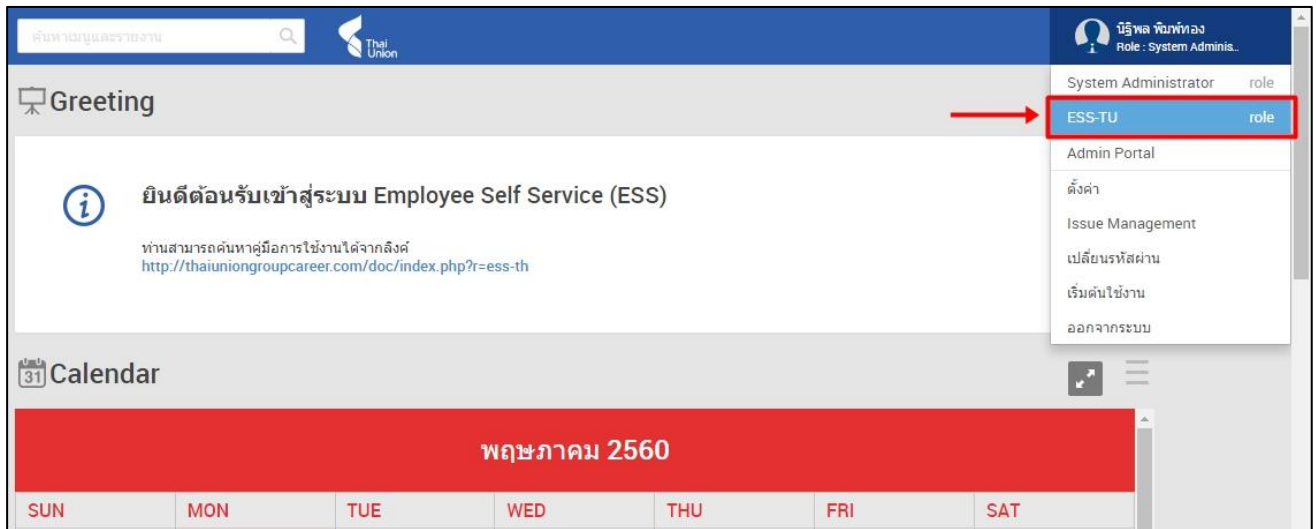 ค้นหาเมนูและรายงาน
Thai
Union
นิฐิพล พิมพ์ทอง
Role : System Adminis..
System Administrator role
ESS-TU role
Admin Portal
ตั้งค่า
Issue Management
เปลี่ยนรหัสผ่าน
เริ่มต้นใช้งาน
ออกจากระบบ
Greeting
ยินดีต้อนรับเข้าสู่ระบบ Employee Self Service (ESS)
ท่านสามารถค้นหาคู่มือการใช้งานได้จากลิงค์
http://thaiuniongroupcareer.com/doc/index.php?r=ess-th
31 Calendar
พฤษภาคม 2560
SUN MON TUE WED THU FRI SAT